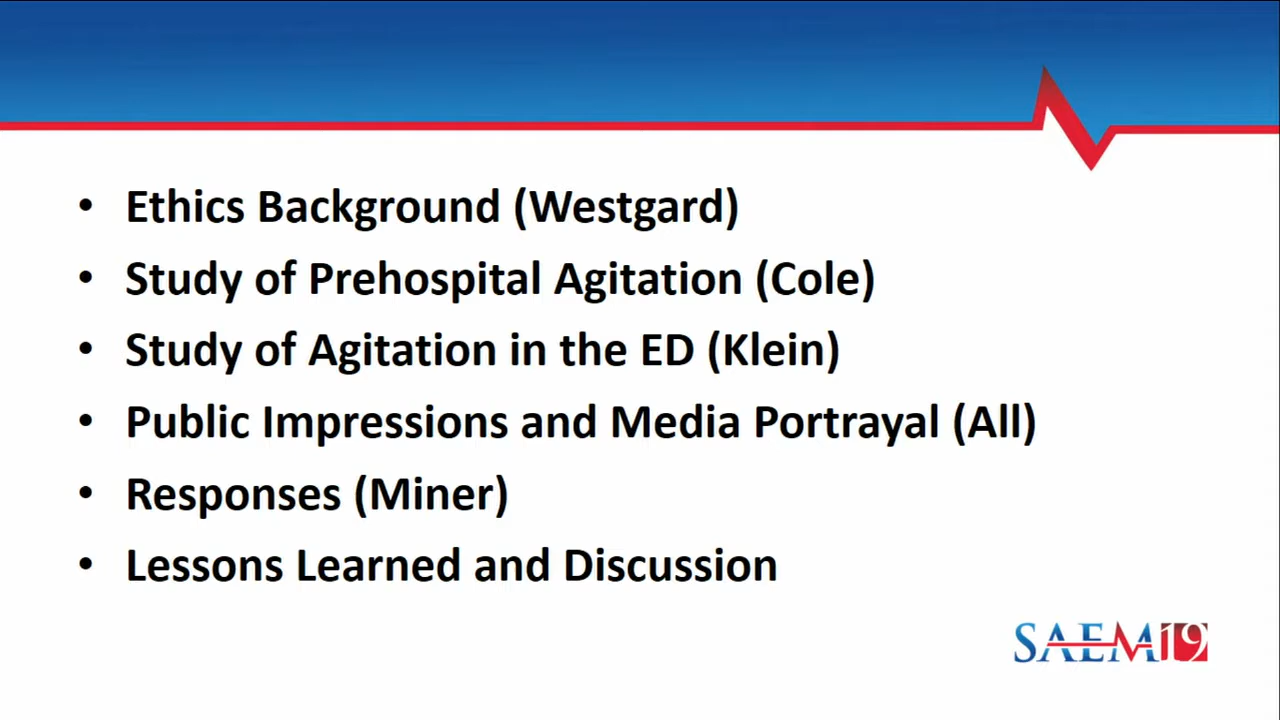 • Ethics Background (Westgard)
• Study of Prehospital Agitation (Cole)
• Study of Agitation in the ED (Klein)
• Public Impressions and Media Portrayal (All)
• Responses (Miner)
• Lessons Learned and Discussion
SAEM19